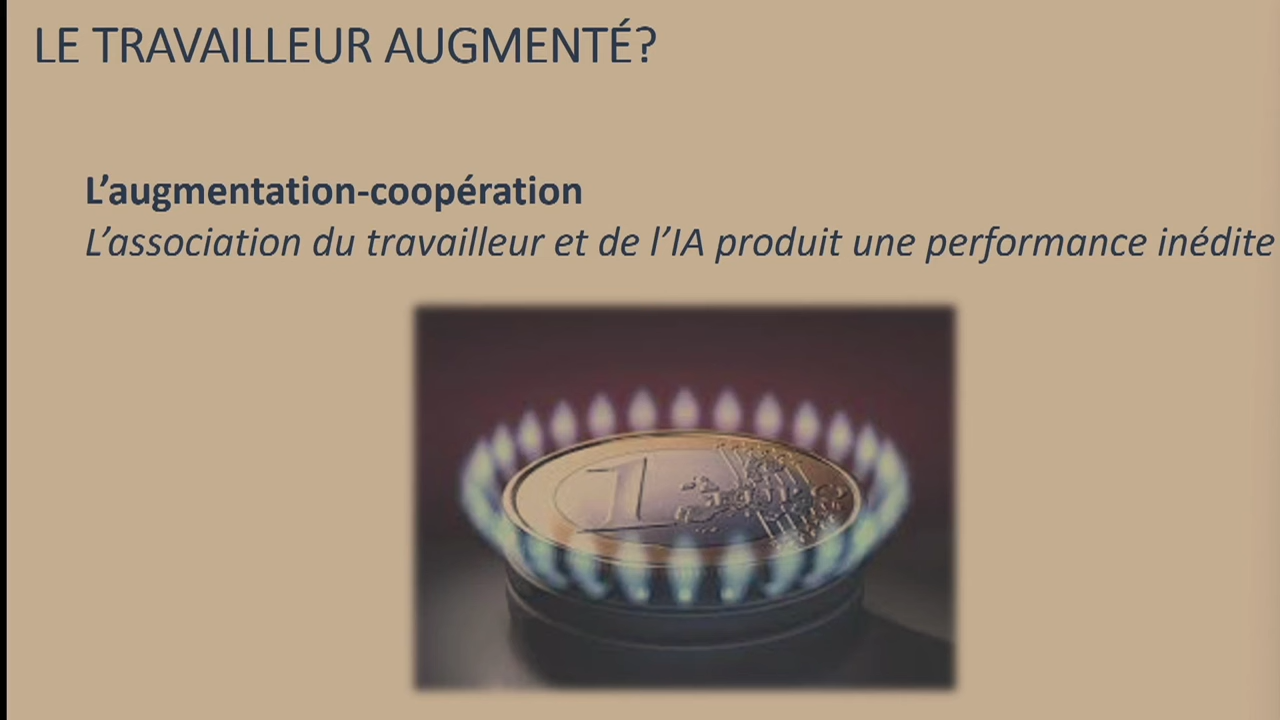 LE TRAVAILLEUR AUGMENTÉ?
L’augmentation-coopération
L’association du travailleur et de l’IA produit une performance inédite
1